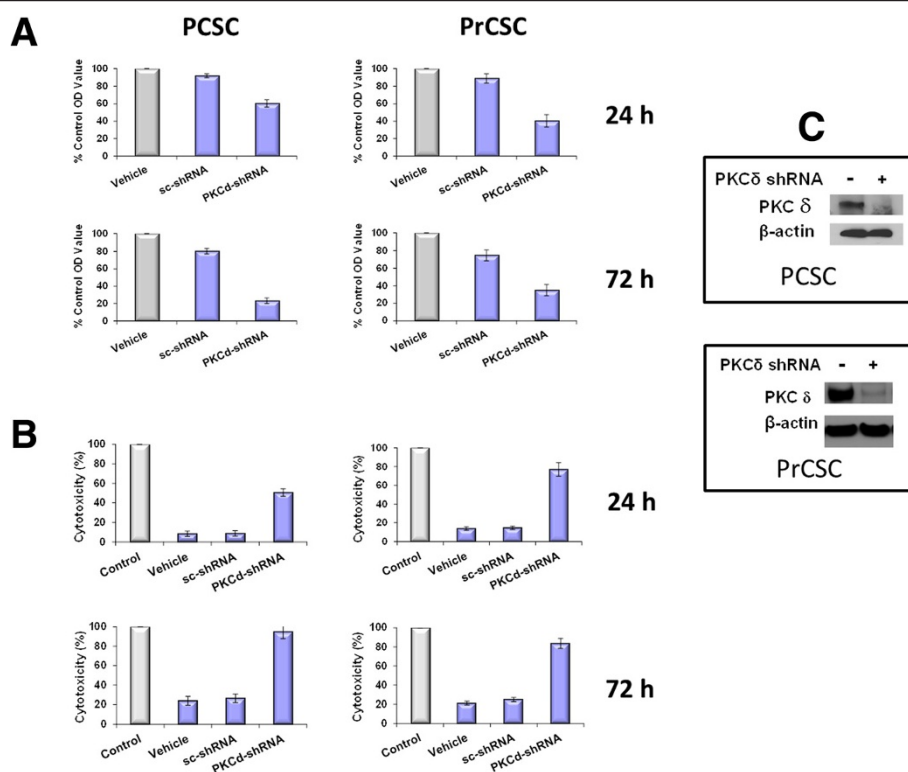 A
PCSC
PrCSC
% Control OD Value
100
80
60
40
20
0
Vehicle
sc-shRNA
PKCd-shRNA
% Control OD Value
100
80
60
40
20
0
Vehicle
sc-shRNA
PKCd-shRNA
24 h
% Control OD Value
100
80
60
40
20
0
Vehicle
sc-shRNA
PKCd-shRNA
% Control OD Value
100
80
60
40
20
0
Vehicle
sc-shRNA
PKCd-shRNA
72 h
B
Cytotoxicity (%)
100
80
60
40
20
0
Control
Vehicle
sc-shRNA
PKCd-shRNA
Cytotoxicity (%)
100
80
60
40
20
0
Control
Vehicle
sc-shRNA
PKCd-shRNA
24 h
Cytotoxicity (%)
100
80
60
40
20
0
Control
Vehicle
sc-shRNA
PKCd-shRNA
Cytotoxicity (%)
100
80
60
40
20
0
Control
Vehicle
sc-shRNA
PKCd-shRNA
72 h
C
PKCδ shRNA - +
PKC δ
β-actin
PCSC
PKCδ shRNA - +
PKC δ
β-actin
PrCSC